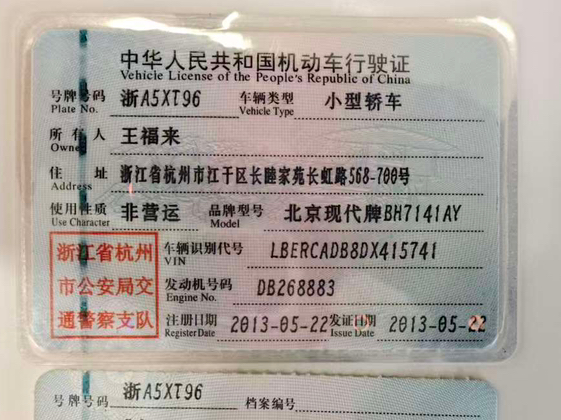 中华人民共和国机动车行驶证
Vehicle License of the People's Republic of China
号牌号码 浙A5XT96 车辆类型 小型轿车
Plate No. Vehicle Type
所有人 王福来
Owner
住址 浙江省杭州市江干区长睦家苑长虹路568-700号
Address
使用性质 非营运 品牌型号 北京现代牌BH7141AY
Use Character Model
浙江省杭州
市公安局交
通警察支队
车辆识别代号 LBERCADB8DX415741
VIN
发动机号码 DB268883
Engine No.
注册日期 2013-05-22 发证日期 2013-05-22
Register Date Issue Date
号牌号码 浙A5XT96 档案编号